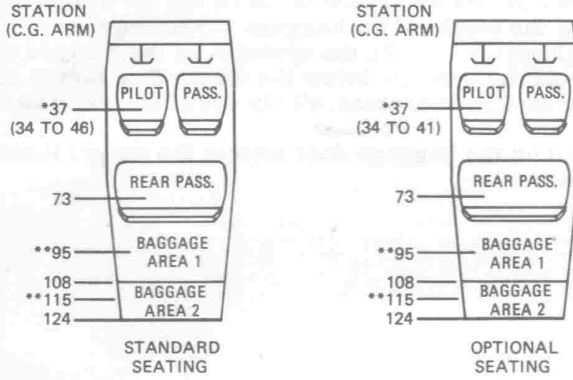 STATION
(C.G. ARM)
PILOT
PASS.
*37
(34 TO 46)
REAR PASS.
73
**95
BAGGAGE
AREA 1
108
**115
BAGGAGE
AREA 2
124
STANDARD
SEATING
STATION
(C.G. ARM)
PILOT
PASS.
*37
(34 TO 41)
REAR PASS.
73
**95
BAGGAGE
AREA 1
108
**115
BAGGAGE
AREA 2
124
OPTIONAL
SEATING